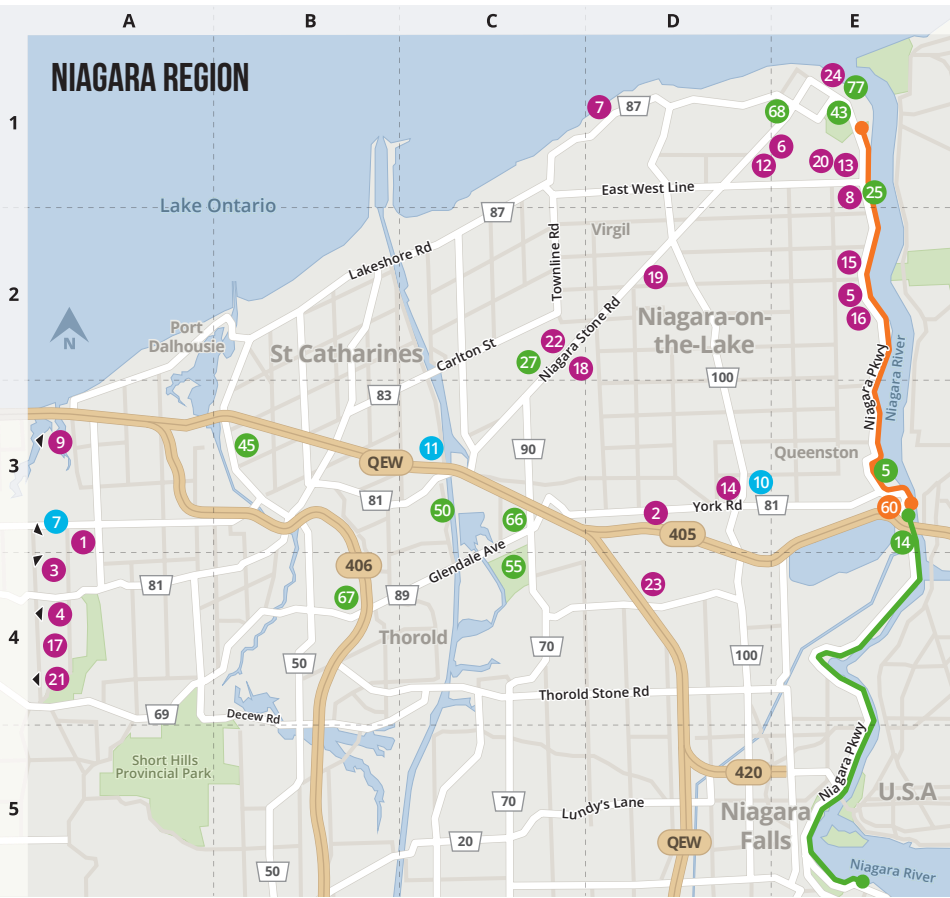 A B C D E
NIAGARA REGION
24
77
1
7
87
68
43
6
12
20
13
East West Line
25
8
Lake Ontario
87
Virgil
Lakeshore Rd
Townline Rd
15
19
2
5
16
Niagara Stone Rd
Niagara-on-
the-Lake
Port
Dalhousie
N
22
St Catharines
Carlton St
27
18
100
Niagara Pkwy
Niagara River
83
9
45
11
90
Queenston
3
QEW
5
14
10
81
York Rd
81
60
50
7
66
2
405
14
1
Glendale Ave
3
406
55
81
89
67
23
4
4
Thorold
17
70
50
100
21
Thorold Stone Rd
69
Decew Rd
Niagara Pkwy
Short Hills
Provincial Park
420
U.S.A
5
70
Lundy's Lane
Niagara
Falls
20
QEW
50
Niagara River